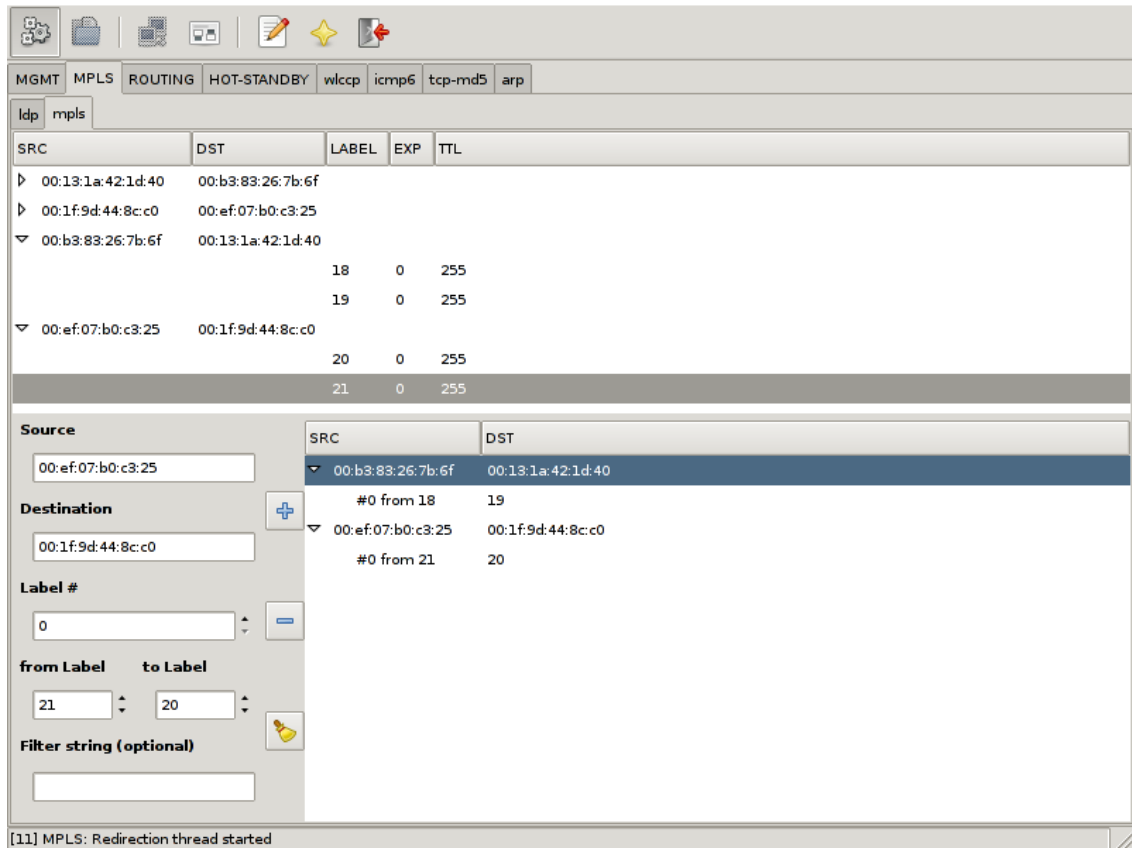 MGMT MPLS ROUTING HOT-STANDBY wlccp icmp6 tcp-md5 arp
ldp mpls
SRC DST LABEL EXP TTL
00:13:1a:42:1d:40 00:b3:83:26:7b:6f
00:1f:9d:44:8c:c0 00:ef:07:b0:c3:25
00:b3:83:26:7b:6f 00:13:1a:42:1d:40
18 0 255
19 0 255
00:ef:07:b0:c3:25 00:1f:9d:44:8c:c0
20 0 255
21 0 255
Source
00:ef:07:b0:c3:25
Destination
00:1f:9d:44:8c:c0
Label #
0
from Label to Label
21 20
Filter string (optional)
SRC DST
00:b3:83:26:7b:6f 00:13:1a:42:1d:40
#0 from 18 19
00:ef:07:b0:c3:25 00:1f:9d:44:8c:c0
#0 from 21 20
[11] MPLS: Redirection thread started